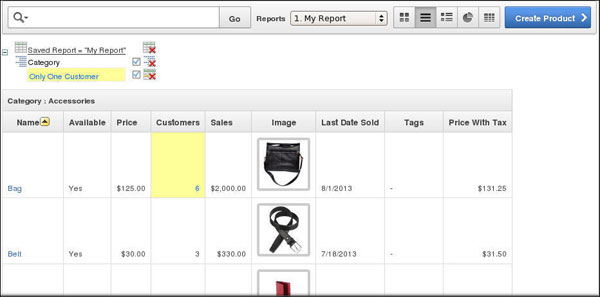 Go Reports 1. My Report Create Product
Saved Report = "My Report"
Category
Only One Customer
Category : Accessories
Name Available Price Customers Sales Image Last Date Sold Tags Price With Tax
Bag Yes $125.00 6 $2,000.00 8/1/2013 - $131.25
Belt Yes $30.00 3 $330.00 7/18/2013 - $31.50